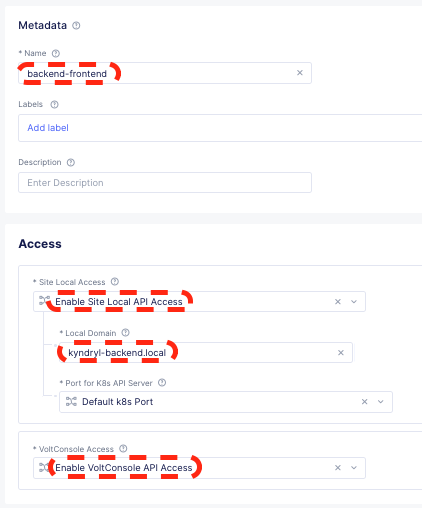 Metadata
* Name
backend-frontend
Labels
Add label
Description
Enter Description
Access
* Site Local Access
Enable Site Local API Access
* Local Domain
kyndryl-backend.local
* Port for K8s API Server
Default k8s Port
* VoltConsole Access
Enable VoltConsole API Access